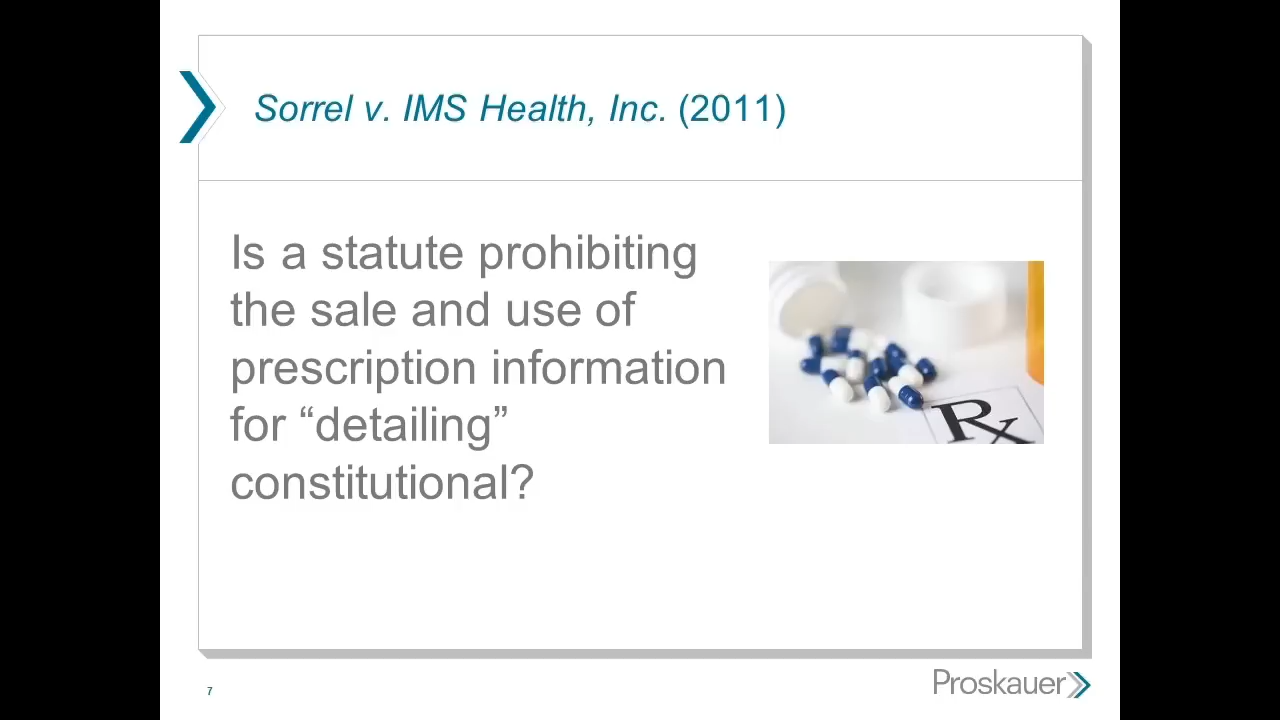 Sorrel v. IMS Health, Inc. (2011)
Is a statute prohibiting
the sale and use of
prescription information
for “detailing”
constitutional?
Rx
7
Proskauer